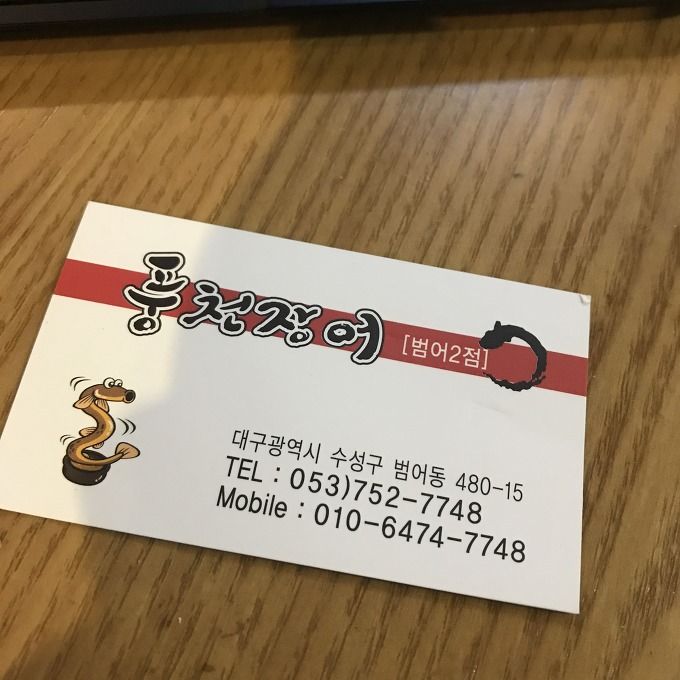 풍천장어 [범어2점]
대구광역시 수성구 범어동 480-15
TEL : 053)752-7748
Mobile : 010-6474-7748